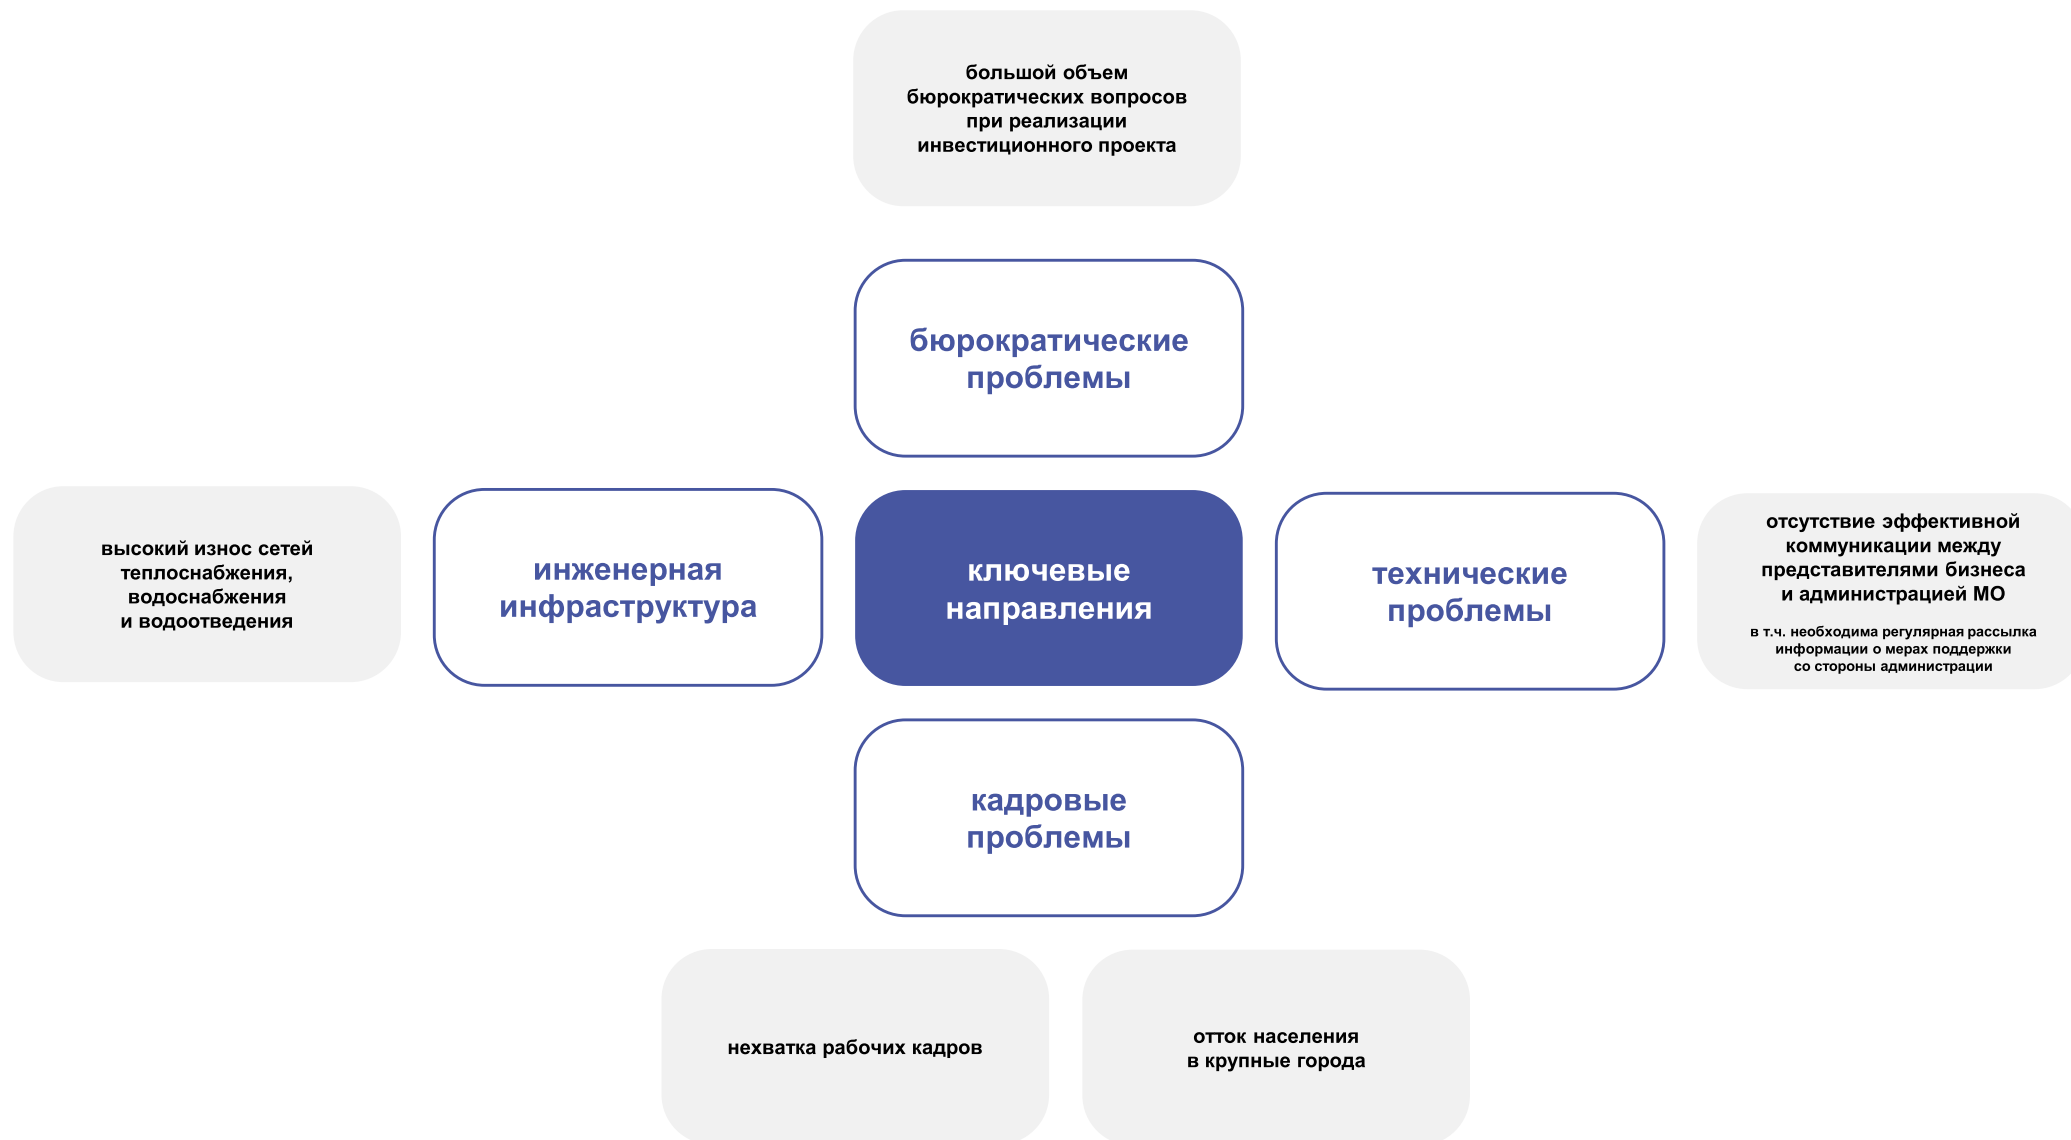 большой объем
бюрократических вопросов
при реализации
инвестиционного проекта
бюрократические
проблемы
высокий износ сетей
теплоснабжения,
водоснабжения
и водоотведения
инженерная
инфраструктура
ключевые
направления
технические
проблемы
отсутствие эффективной
коммуникации между
представителями бизнеса
и администрацией МО
в т.ч. необходима регулярная рассылка
информации о мерах поддержки
со стороны администрации
кадровые
проблемы
нехватка рабочих кадров
отток населения
в крупные города